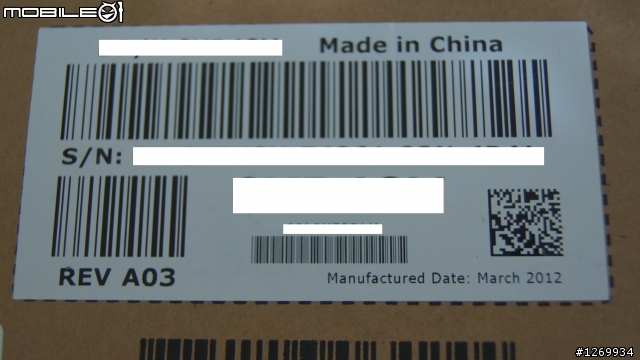 MOBILE01
Made in China
S/N:
REV A03
Manufactured Date: March 2012
#1269934